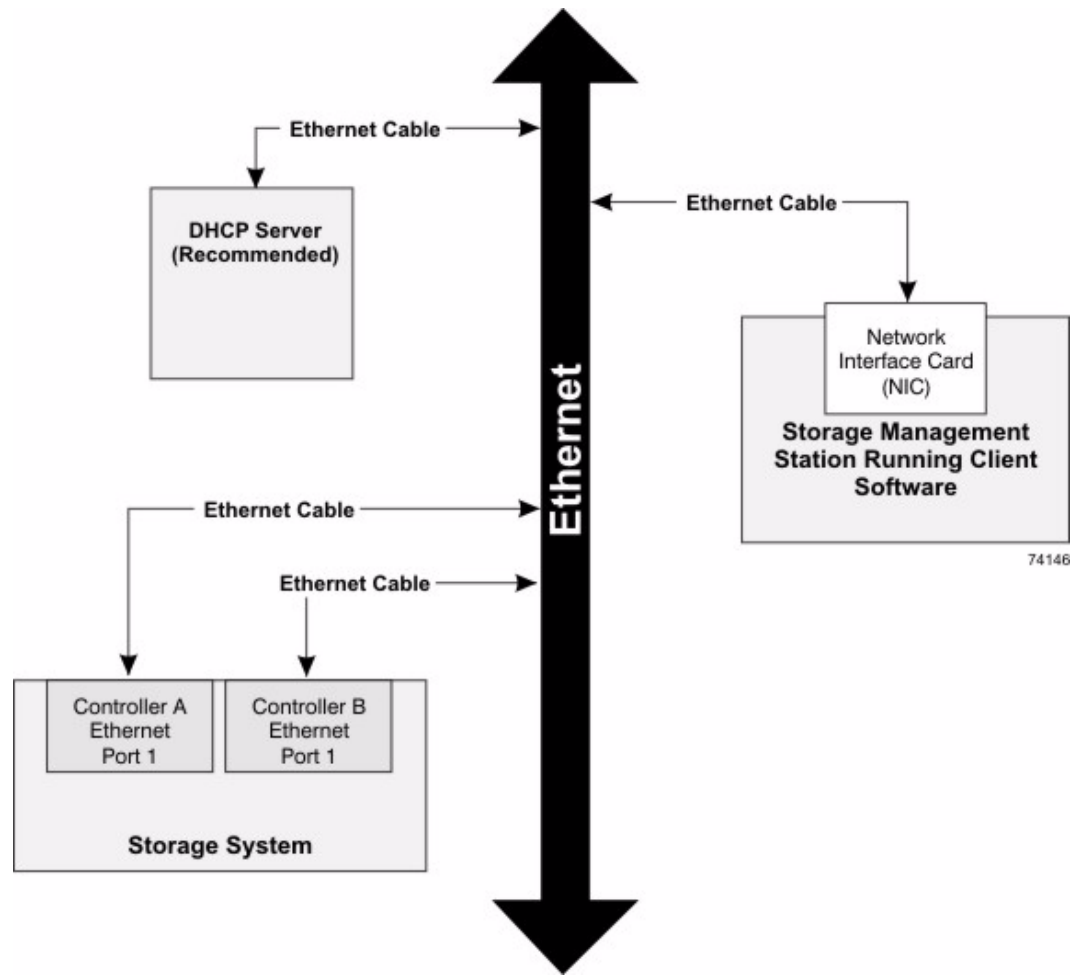 Ethernet Cable
DHCP Server
(Recommended)
Ethernet Cable
Network
Interface Card
(NIC)
Storage Management
Station Running Client
Software
74146
Ethernet
Ethernet Cable
Ethernet Cable
Controller A
Ethernet
Port 1
Controller B
Ethernet
Port 1
Storage System